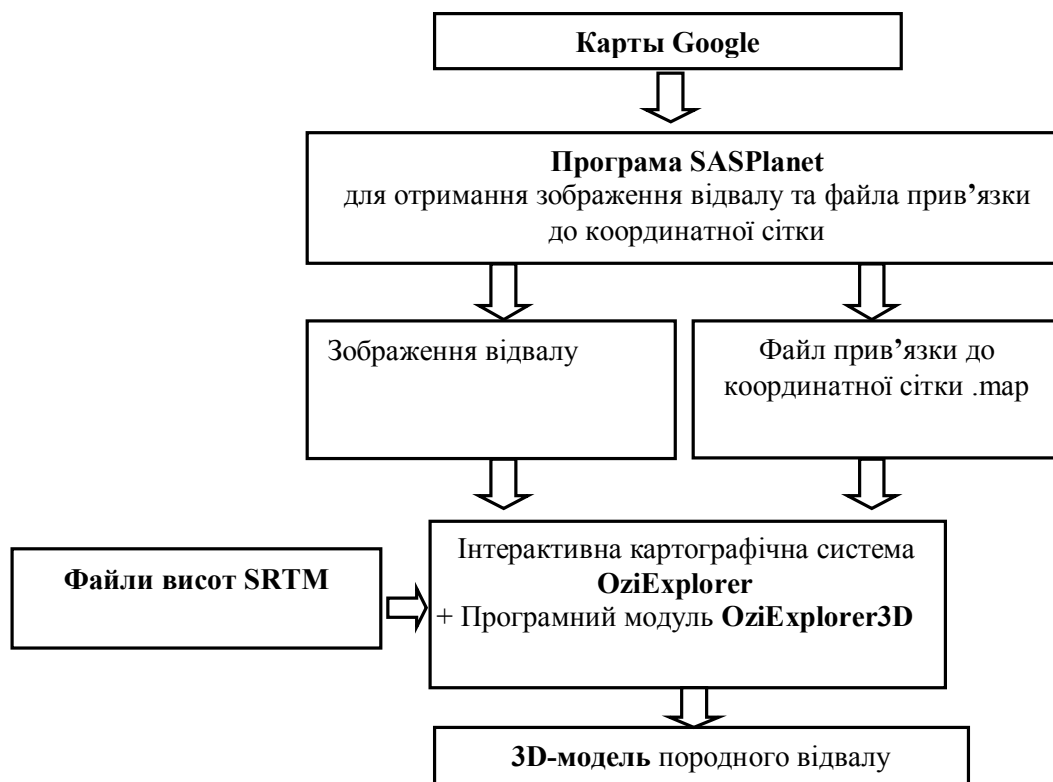 Карты Google
Програма SASPlanet
для отримання зображення відвалу та файла прив’язки
до координатної сітки
Зображення відвалу
Файл прив’язки до
координатної сітки .map
Файли висот SRTM
Інтерактивна картографічна система
OziExplorer
+ Програмний модуль OziExplorer3D
3D-модель породного відвалу